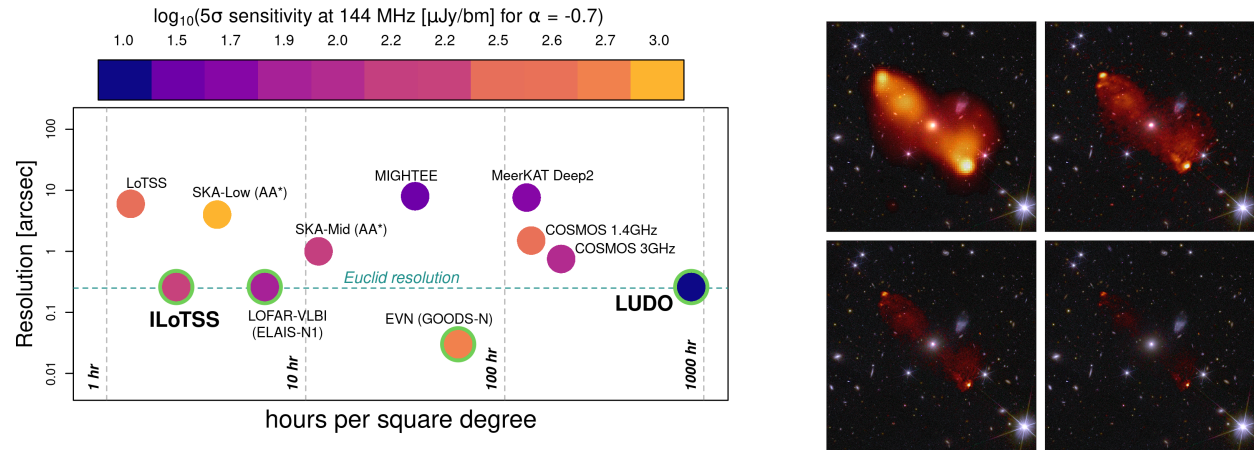 log₁₀(5σ sensitivity at 144 MHz [μJy/bm] for α = -0.7)
1.0 1.5 1.7 1.9 2.0 2.2 2.2 2.5 2.6 2.7 3.0
Resolution [arcsec]
100
10
1
0.1
0.01
LoTSS
SKA-Low (AA*)
MIGHTEE
MeerKAT Deep2
SKA-Mid (AA*)
COSMOS 1.4GHz
COSMOS 3GHz
Euclid resolution
ILoTSS
LOFAR-VLBI
(ELAIS-N1)
EVN (GOODS-N)
LUDO
1 hr
10 hr
100 hr
1000 hr
hours per square degree